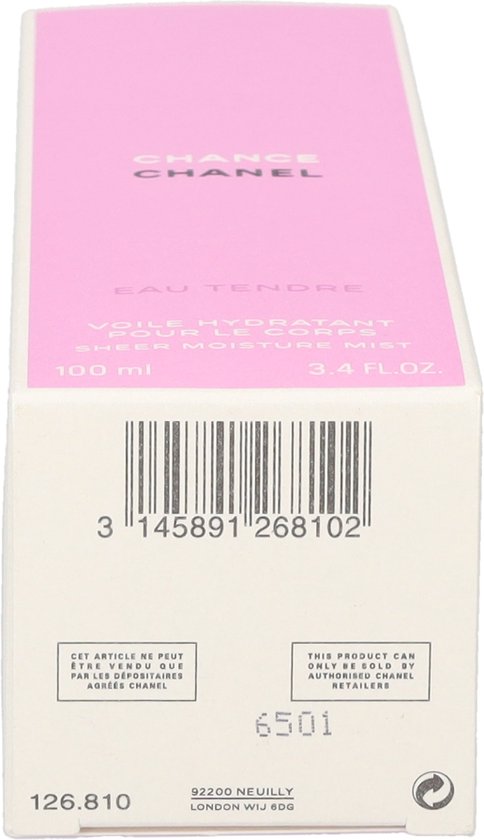 CHANCE
CHANEL
EAU TENDRE
VOILE HYDRATANT
POUR LE CORPS
SHEER MOISTURE MIST
100 ml 3.4 FL.OZ.
3 145891 268102
CET ARTICLE NE PEUT
ÊTRE VENDU QUE
PAR LES DÉPOSITAIRES
AGRÉÉS CHANEL
THIS PRODUCT CAN
ONLY BE SOLD BY
AUTHORISED CHANEL
RETAILERS
6501
126.810
92200 NEUILLY
LONDON WIJ 6DG